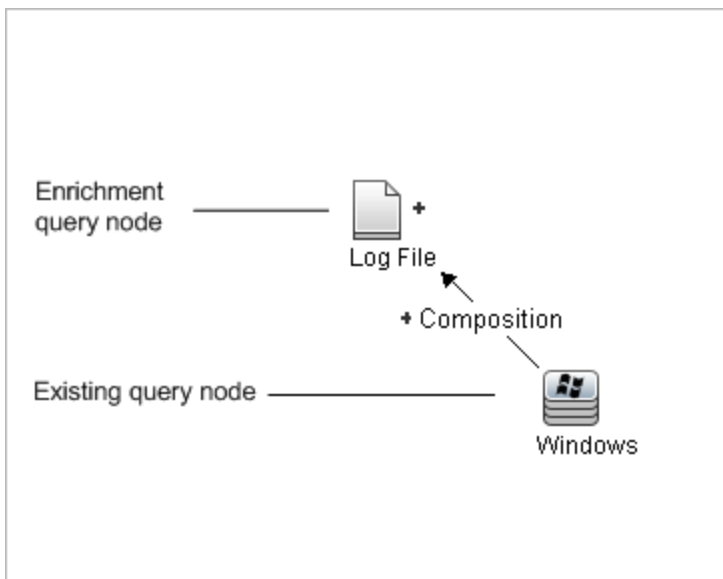 Enrichment
query node
Log File
+ Composition
Existing query node
Windows